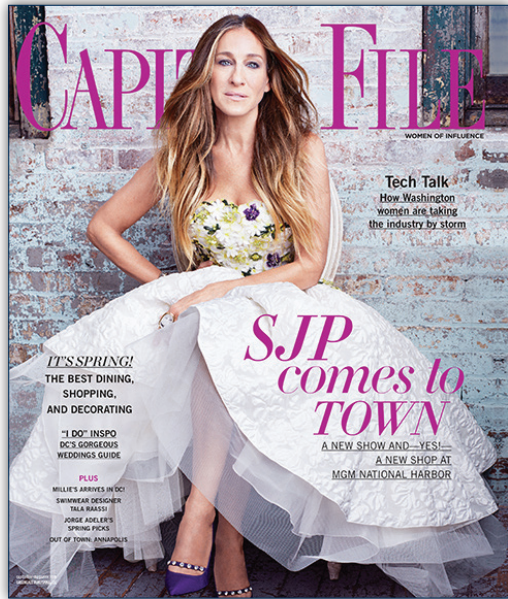 CAPIT FILE
WOMEN OF INFLUENCE
Tech Talk
How Washington
women are taking
the industry by storm
SJP
comes to
TOWN
A NEW SHOW AND—YES!—
A NEW SHOP AT
MGM NATIONAL HARBOR
IT'S SPRING!
THE BEST DINING,
SHOPPING,
AND DECORATING
"I DO" INSPO
DC'S GORGEOUS
WEDDINGS GUIDE
PLUS
MILLIE'S ARRIVES IN DC!
SWIMWEAR DESIGNER
TALA RAASSI
JORGE ADELER'S
SPRING PICKS
OUT OF TOWN: ANNAPOLIS